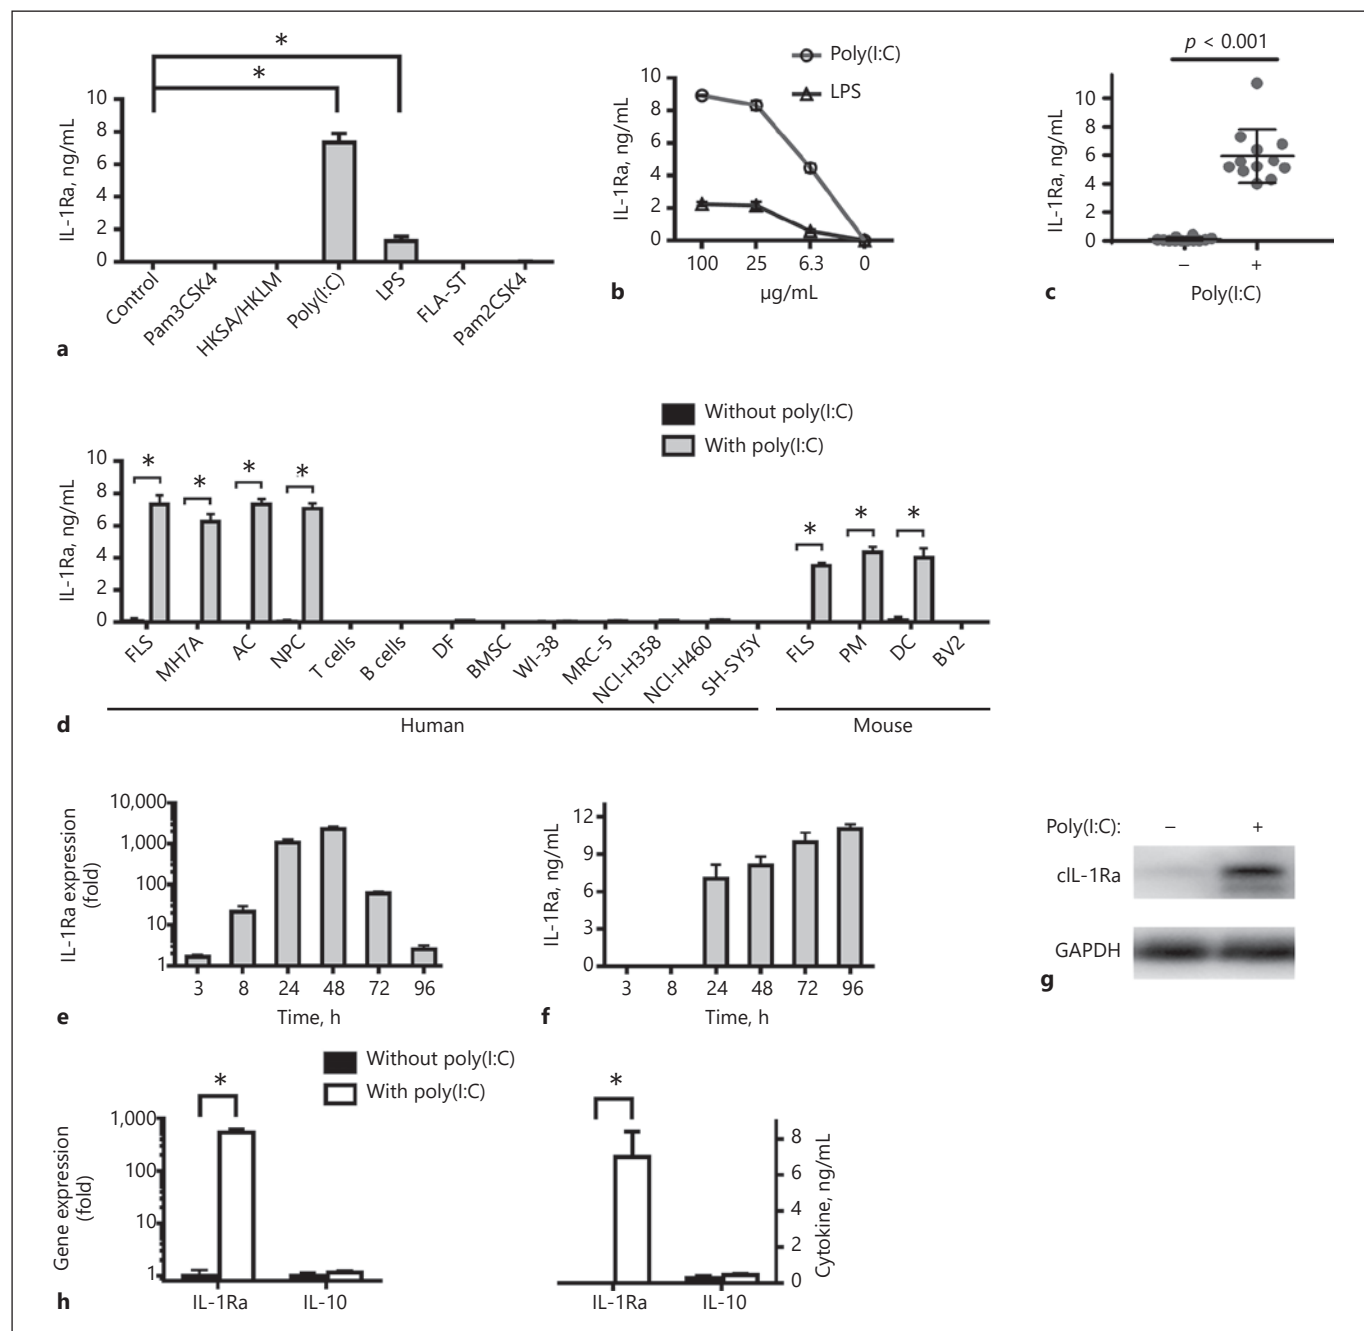 *
*
10
8
6
4
2
0
IL-1Ra, ng/mL
Control
Pam3CSK4
HKSA/HKLM
Poly(I:C)
LPS
FLA-ST
Pam2CSK4
a
Poly(I:C)
LPS
10
8
6
4
2
0
IL-1Ra, ng/mL
100 25 6.3 0
µg/mL
b
p < 0.001
10
8
6
4
2
0
IL-1Ra, ng/mL
– +
Poly(I:C)
c
Without poly(I:C)
With poly(I:C)
10
8
6
4
2
0
IL-1Ra, ng/mL
* * * * * * *
FLS
MH7A
AC
NPC
T cells
B cells
DF
BMSC
WI-38
MRC-5
NCI-H358
NCI-H460
SH-SY5Y
FLS
PM
DC
BV2
Human Mouse
d
10,000
1,000
100
10
1
IL-1Ra expression
(fold)
3 8 24 48 72 96
Time, h
e
12
9
6
3
0
IL-1Ra, ng/mL
3 8 24 48 72 96
Time, h
f
Poly(I:C): – +
cIL-1Ra
GAPDH
g
Without poly(I:C)
With poly(I:C)
*
1,000
100
10
1
Gene expression
(fold)
IL-1Ra IL-10
*
8
6
4
2
0
Cytokine, ng/mL
IL-1Ra IL-10
h